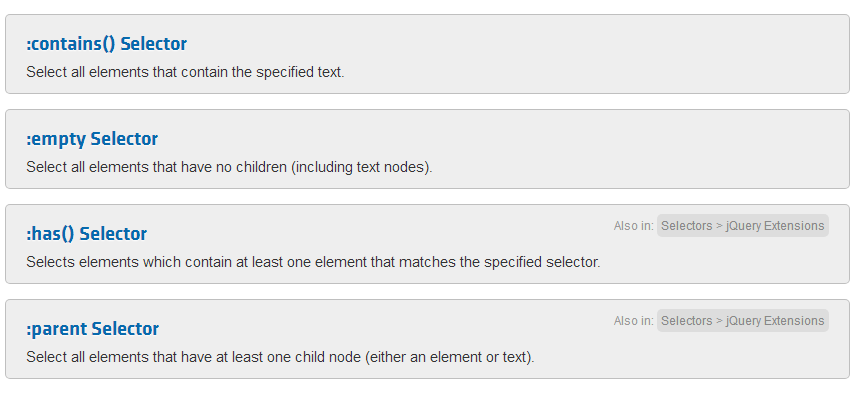 :contains() Selector
Select all elements that contain the specified text.
:empty Selector
Select all elements that have no children (including text nodes).
:has() Selector
Also in: Selectors > jQuery Extensions
Selects elements which contain at least one element that matches the specified selector.
:parent Selector
Also in: Selectors > jQuery Extensions
Select all elements that have at least one child node (either an element or text).